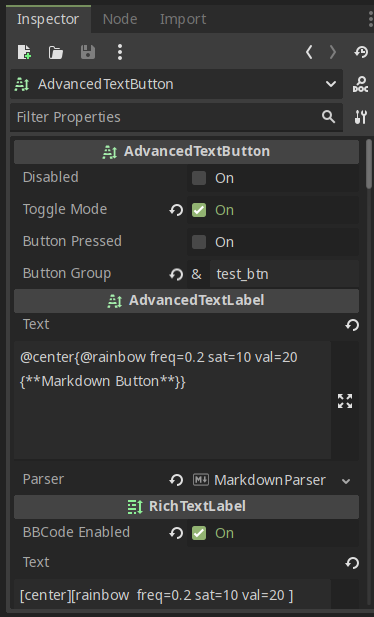 Inspector Node Import
AdvancedTextButton
Filter Properties
AdvancedTextButton
Disabled On
Toggle Mode On
Button Pressed On
Button Group & test_btn
AdvancedTextLabel
Text
@center{@rainbow freq=0.2 sat=10 val=20
{**Markdown Button**}}
Parser MarkdownParser
RichTextLabel
BBCode Enabled On
Text
[center][rainbow  freq=0.2 sat=10 val=20 ]